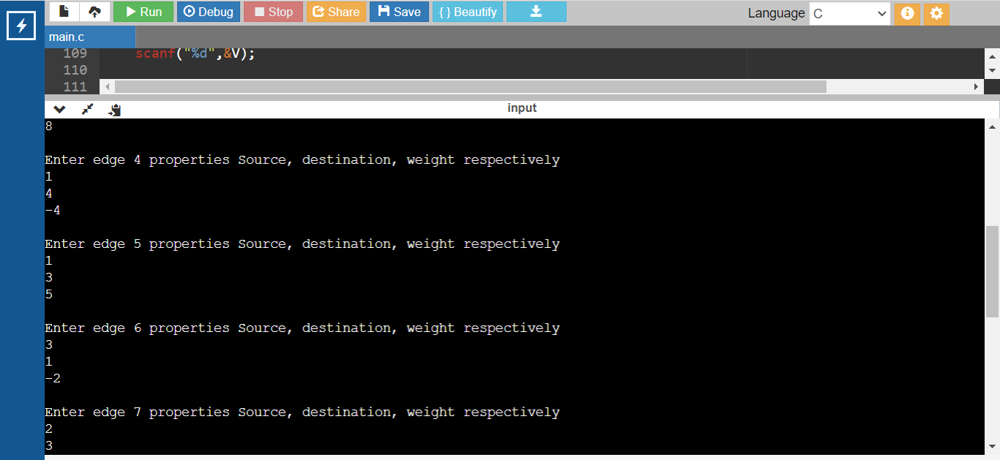 Run Debug Stop Share Save { } Beautify Language C
main.c
109 scanf("%d",&V);
110
111
input
8
Enter edge 4 properties Source, destination, weight respectively
1
4
-4
Enter edge 5 properties Source, destination, weight respectively
1
3
5
Enter edge 6 properties Source, destination, weight respectively
3
1
-2
Enter edge 7 properties Source, destination, weight respectively
2
3